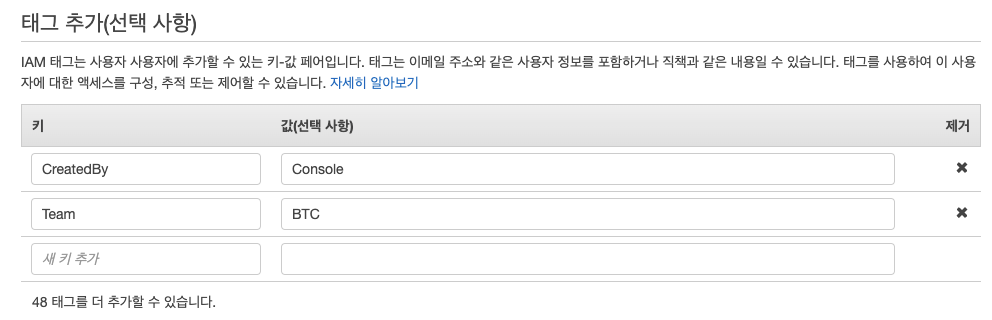 태그 추가(선택 사항)
IAM 태그는 사용자 사용자에 추가할 수 있는 키-값 페어입니다. 태그는 이메일 주소와 같은 사용자 정보를 포함하거나 직책과 같은 내용일 수 있습니다. 태그를 사용하여 이 사용
자에 대한 액세스를 구성, 추적 또는 제어할 수 있습니다. 자세히 알아보기
키 값(선택 사항) 제거
CreatedBy Console ✖
Team BTC ✖
새 키 추가
48 태그를 더 추가할 수 있습니다.